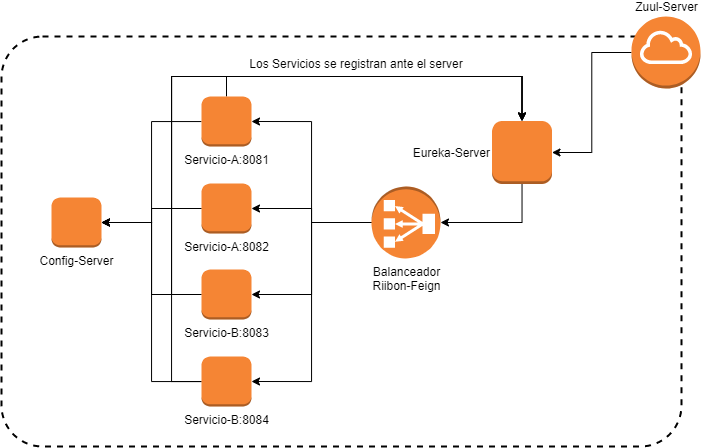 Zuul-Server
Los Servicios se registran ante el server
Eureka-Server
Servicio-A:8081
Servicio-A:8082
Config-Server
Balanceador
Riibon-Feign
Servicio-B:8083
Servicio-B:8084